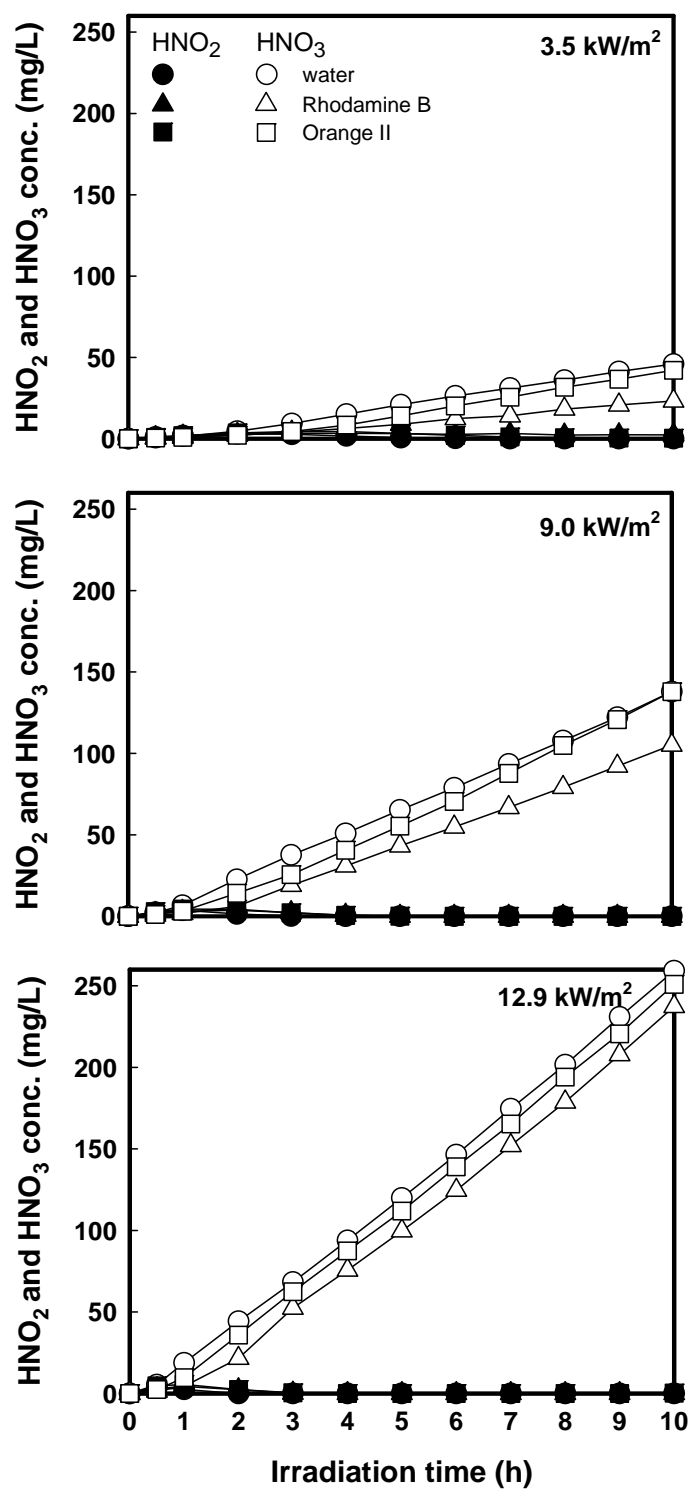 HNO2 HNO3
3.5 kW/m²
water
Rhodamine B
Orange II
HNO2 and HNO3 conc. (mg/L)
250
200
150
100
50
0
9.0 kW/m²
HNO2 and HNO3 conc. (mg/L)
250
200
150
100
50
0
12.9 kW/m²
HNO2 and HNO3 conc. (mg/L)
250
200
150
100
50
0
0 1 2 3 4 5 6 7 8 9 10
Irradiation time (h)